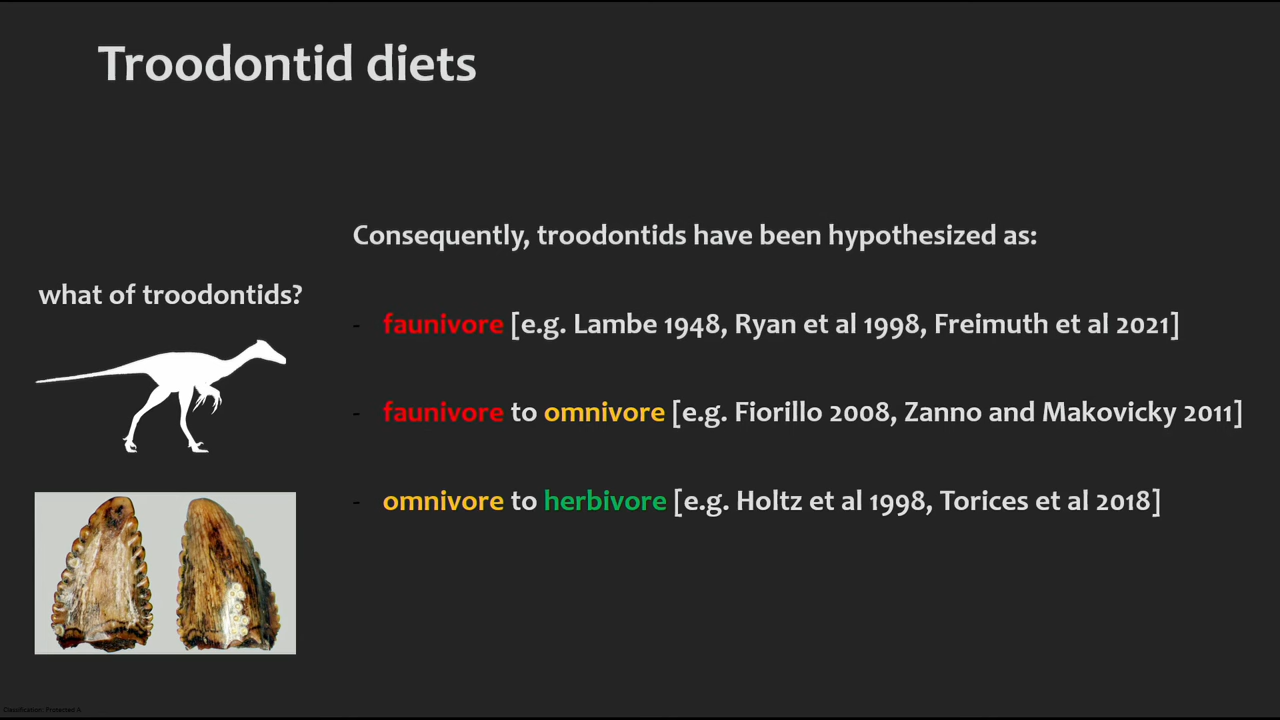 Troodontid diets
Consequently, troodontids have been hypothesized as:
what of troodontids?
- faunivore [e.g. Lambe 1948, Ryan et al 1998, Freimuth et al 2021]
- faunivore to omnivore [e.g. Fiorillo 2008, Zanno and Makovicky 2011]
- omnivore to herbivore [e.g. Holtz et al 1998, Torices et al 2018]
Classification: Protected A